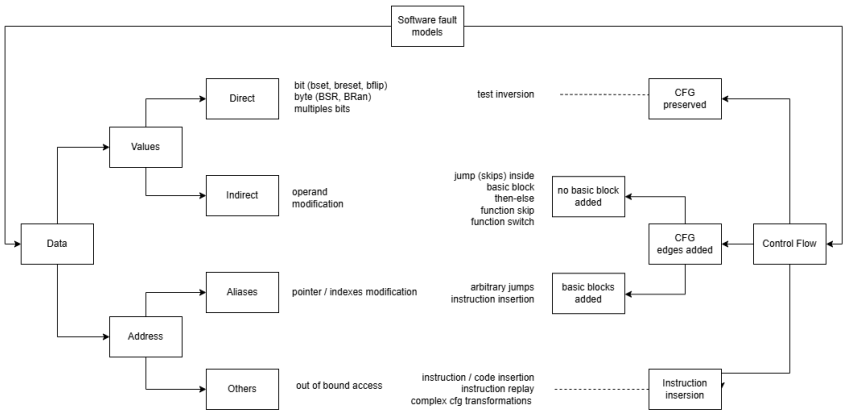 Software fault
models
Direct
bit (bset, breset, bflip)
byte (BSR, BRan)
multiples bits
test inversion
CFG
preserved
Values
Indirect
operand
modification
jump (skips) inside
basic block
then-else
function skip
function switch
no basic block
added
Data
CFG
edges added
Control Flow
Aliases
pointer / indexes modification
arbitrary jumps
instruction insertion
basic blocks
added
Address
Others
out of bound access
instruction / code insertion
instruction replay
complex cfg transformations
Instruction
insersion